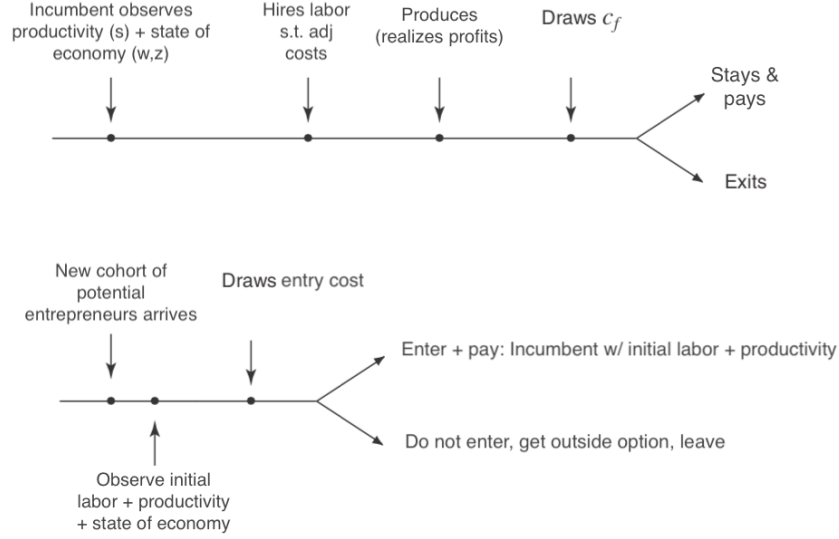 Incumbent observes
productivity (s) + state of
economy (w,z)
Hires labor
s.t. adj
costs
Produces
(realizes profits)
Draws c_f
Stays &
pays
Exits
New cohort of
potential
entrepreneurs arrives
Draws entry cost
Enter + pay: Incumbent w/ initial labor + productivity
Do not enter, get outside option, leave
Observe initial
labor + productivity
+ state of economy